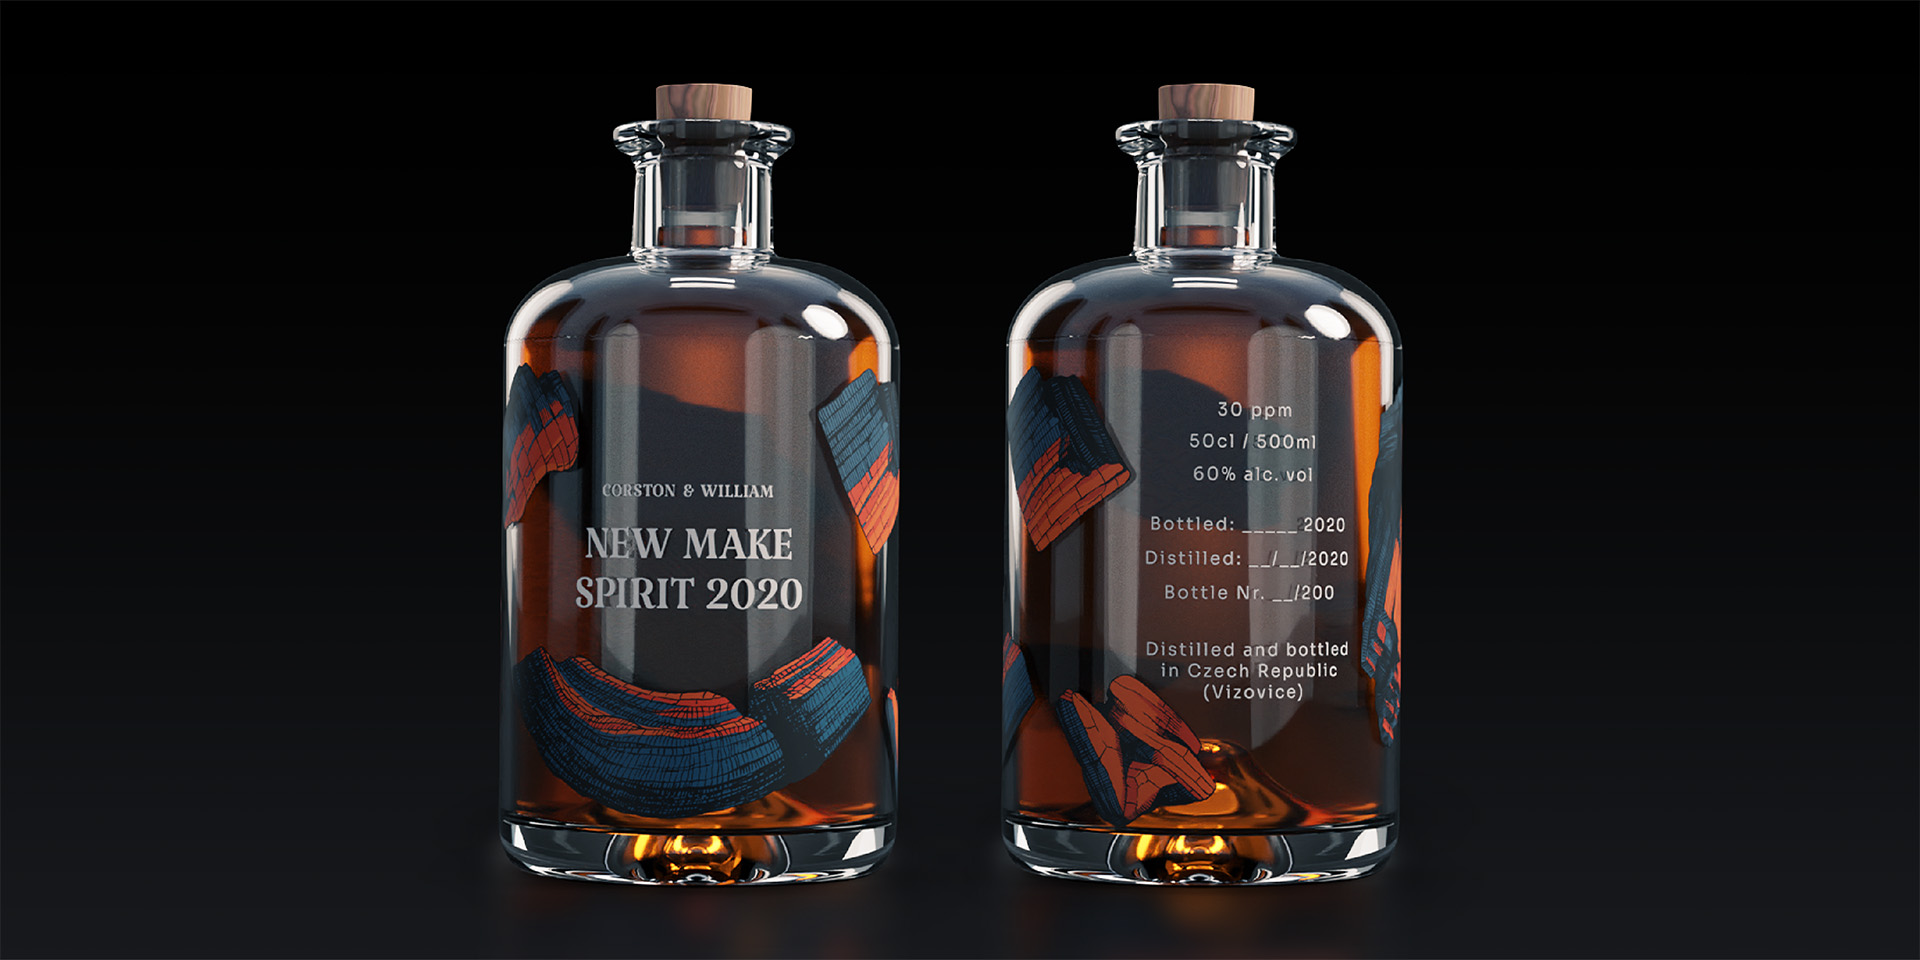 CORSTON & WILLIAM
NEW MAKE
SPIRIT 2020
30 ppm
50cl / 500ml
60% alc. vol
Bottled: _____2020
Distilled: __/__/2020
Bottle Nr. __/200
Distilled and bottled
in Czech Republic
(Vizovice)